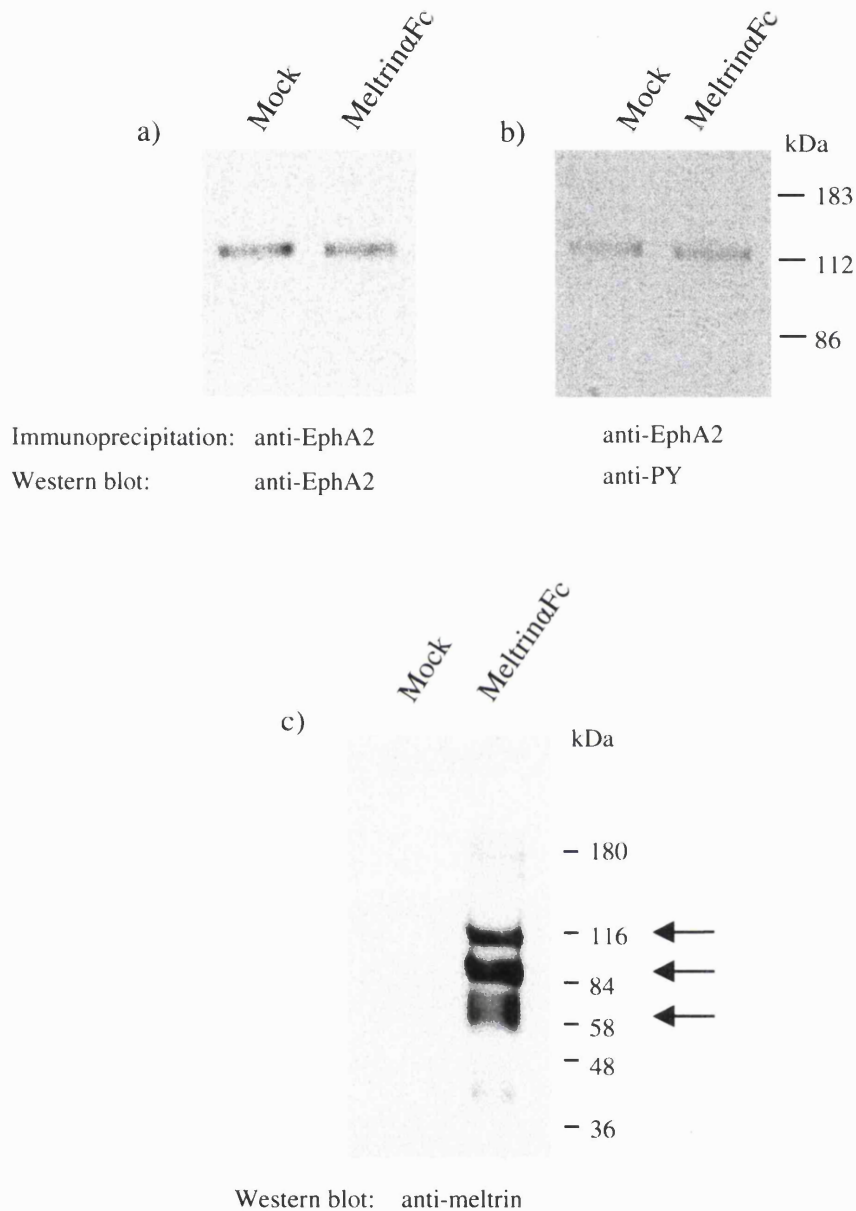 a)
Mock
MeltrinαFc
b)
Mock
MeltrinαFc
kDa
183
112
86
Immunoprecipitation: anti-EphA2 anti-EphA2
Western blot: anti-EphA2 anti-PY
c)
Mock
MeltrinαFc
kDa
180
116
84
58
48
36
Western blot: anti-meltrin